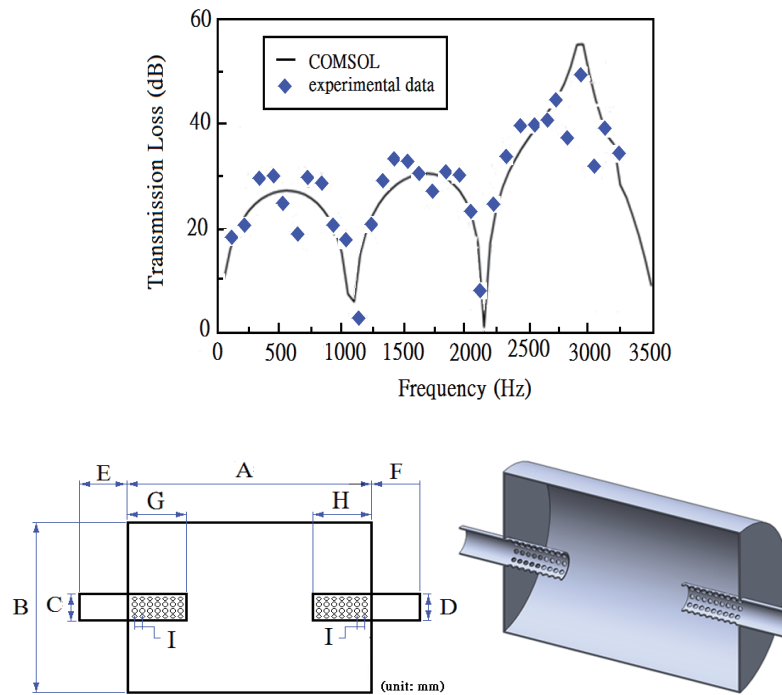 60
40
20
0
Transmission Loss (dB)
COMSOL
experimental data
0 500 1000 1500 2000 2500 3000 3500
Frequency (Hz)
E A F
G H
B C D
I I
(unit: mm)